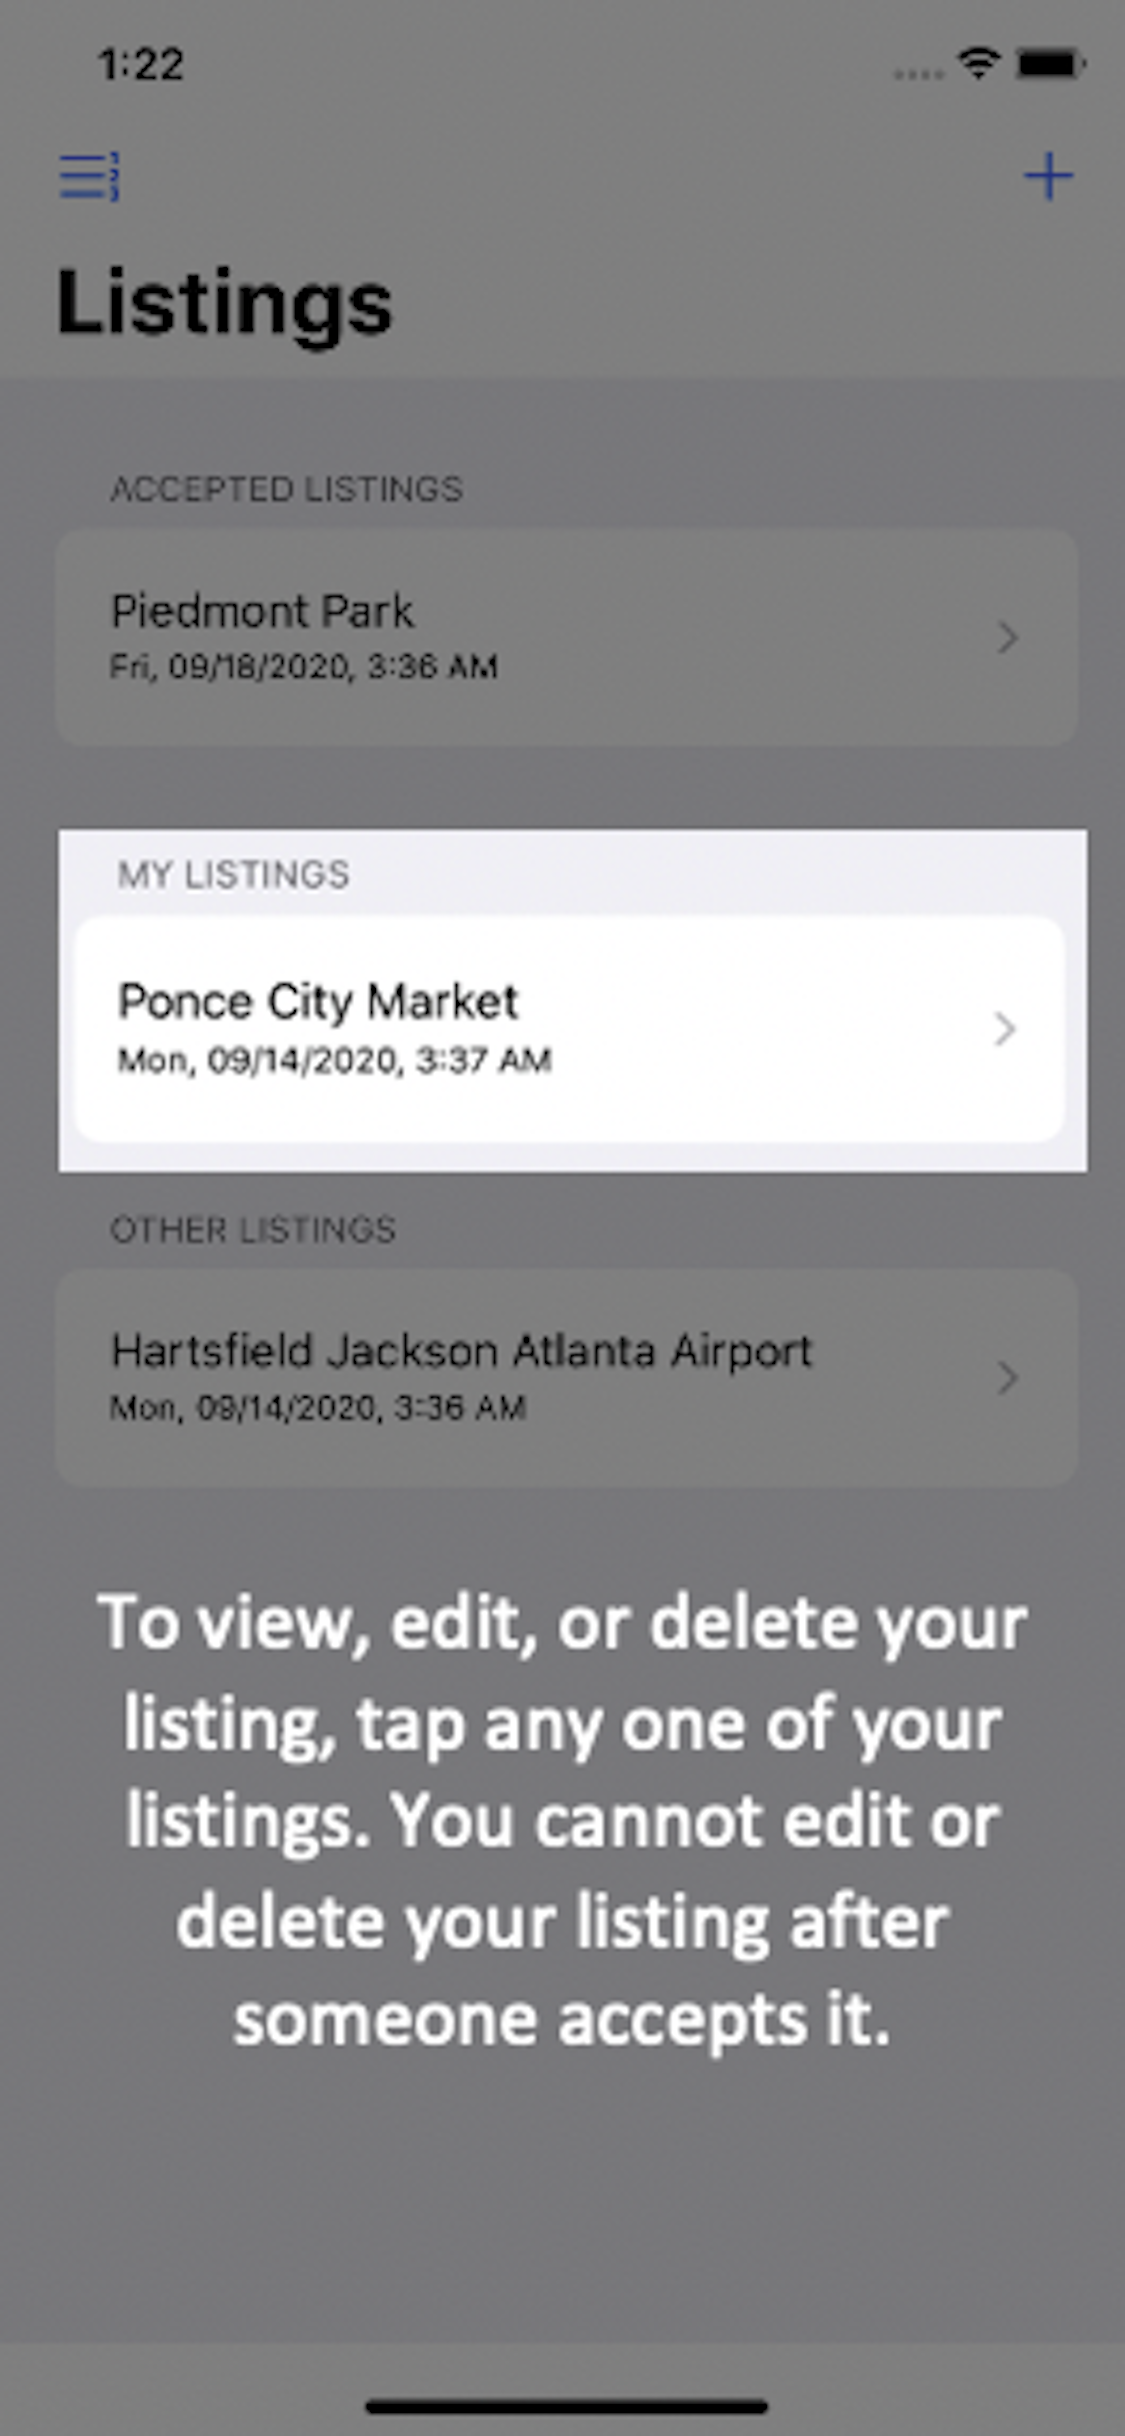 1:22
Listings
ACCEPTED LISTINGS
Piedmont Park
Fri, 09/18/2020, 3:36 AM
MY LISTINGS
Ponce City Market
Mon, 09/14/2020, 3:37 AM
OTHER LISTINGS
Hartsfield Jackson Atlanta Airport
Mon, 09/14/2020, 3:36 AM
To view, edit, or delete your
listing, tap any one of your
listings. You cannot edit or
delete your listing after
someone accepts it.